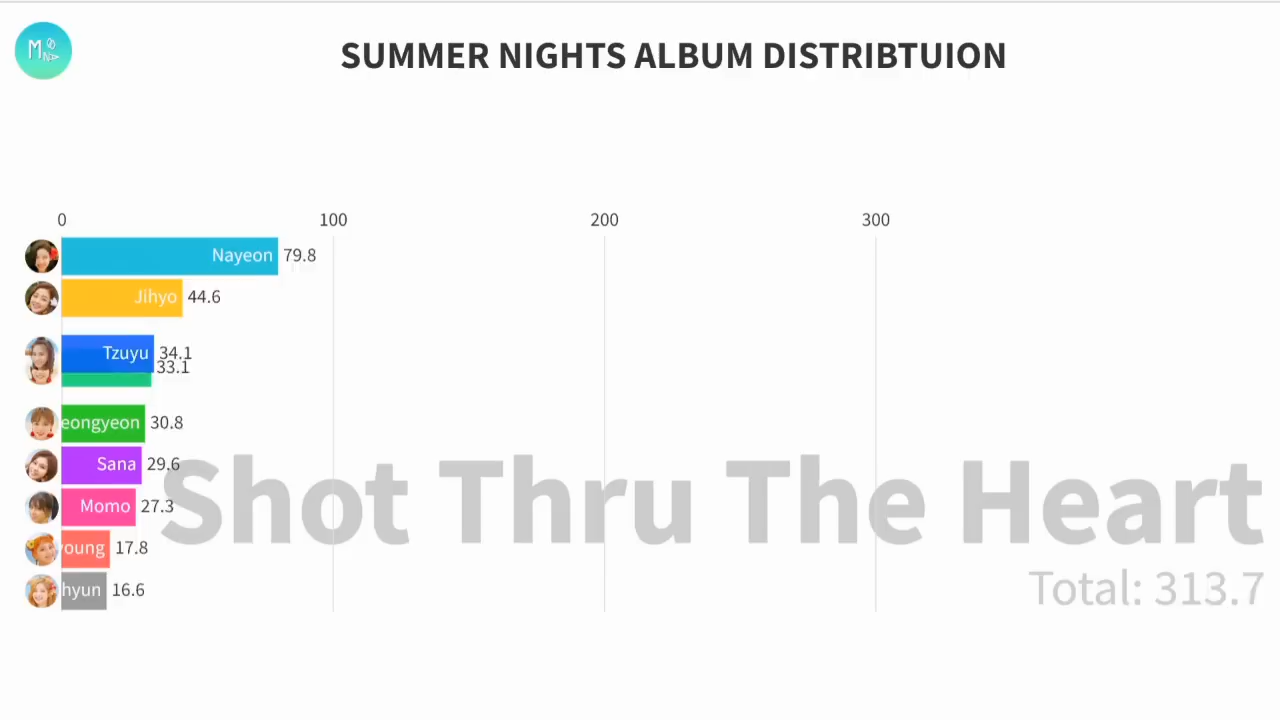 M
SUMMER NIGHTS ALBUM DISTRIBTUION
0 100 200 300
Nayeon 79.8
Jihyo 44.6
Tzuyu 34.1
33.1
eongyeon 30.8
Sana 29.6
Momo 27.3
young 17.8
hyun 16.6
Shot Thru The Heart
Total: 313.7